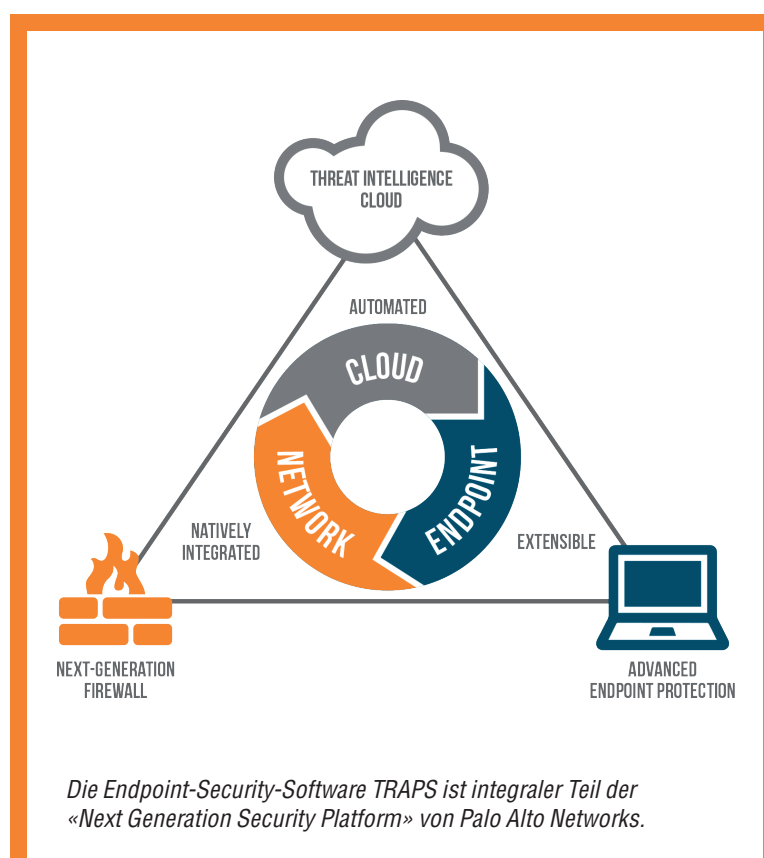 THREAT INTELLIGENCE
CLOUD
AUTOMATED
CLOUD
NETWORK
ENDPOINT
NATIVELY
INTEGRATED
EXTENSIBLE
NEXT-GENERATION
FIREWALL
ADVANCED
ENDPOINT PROTECTION
Die Endpoint-Security-Software TRAPS ist integraler Teil der
«Next Generation Security Platform» von Palo Alto Networks.